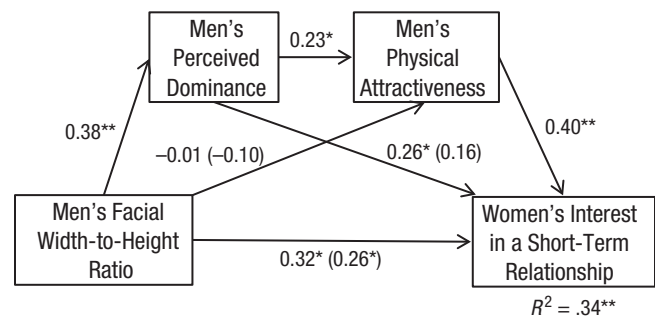 Men's
Perceived
Dominance
0.23*
Men's
Physical
Attractiveness
0.38**
–0.01 (–0.10)
0.26* (0.16)
0.40**
Men's Facial
Width-to-Height
Ratio
0.32* (0.26*)
Women's Interest
in a Short-Term
Relationship
R² = .34**